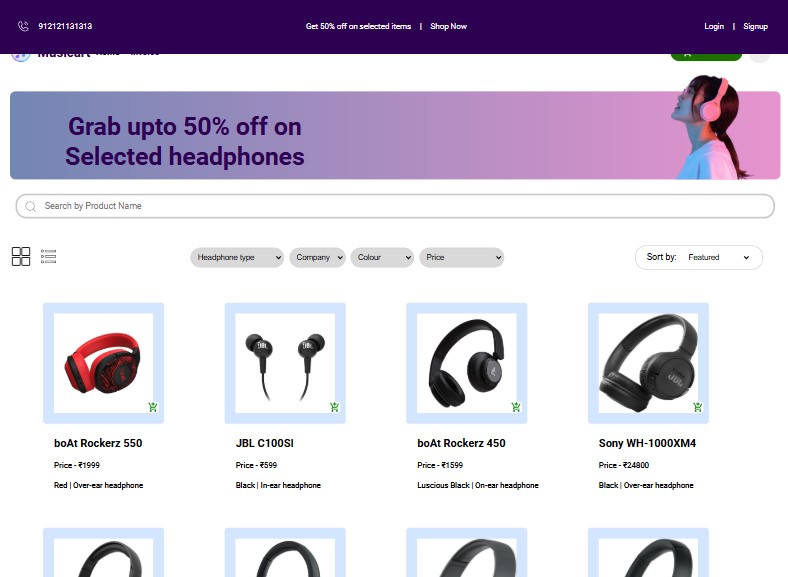 912121131313
Get 50% off on selected items | Shop Now
Login | Signup
Musicart
Grab upto 50% off on
Selected headphones
Search by Product Name
Headphone type
Company
Colour
Price
Sort by: Featured
JBL
JBL
boAt Rockerz 550
JBL C100SI
boAt Rockerz 450
Sony WH-1000XM4
Price - ₹1999
Price - ₹599
Price - ₹1599
Price - ₹24800
Red | Over-ear headphone
Black | In-ear headphone
Luscious Black | On-ear headphone
Black | Over-ear headphone